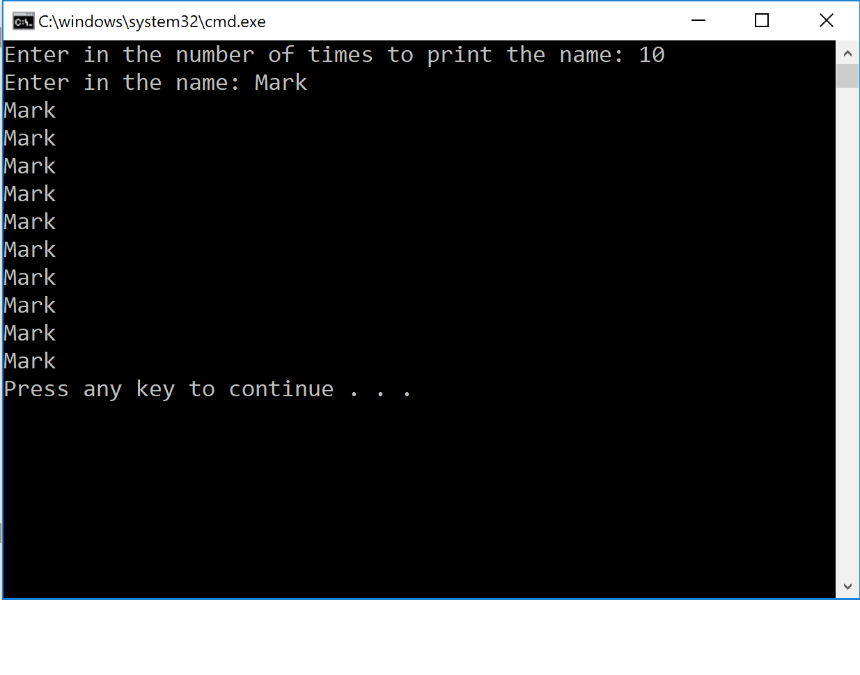 C:\windows\system32\cmd.exe
Enter in the number of times to print the name: 10
Enter in the name: Mark
Mark
Mark
Mark
Mark
Mark
Mark
Mark
Mark
Mark
Mark
Press any key to continue . . .